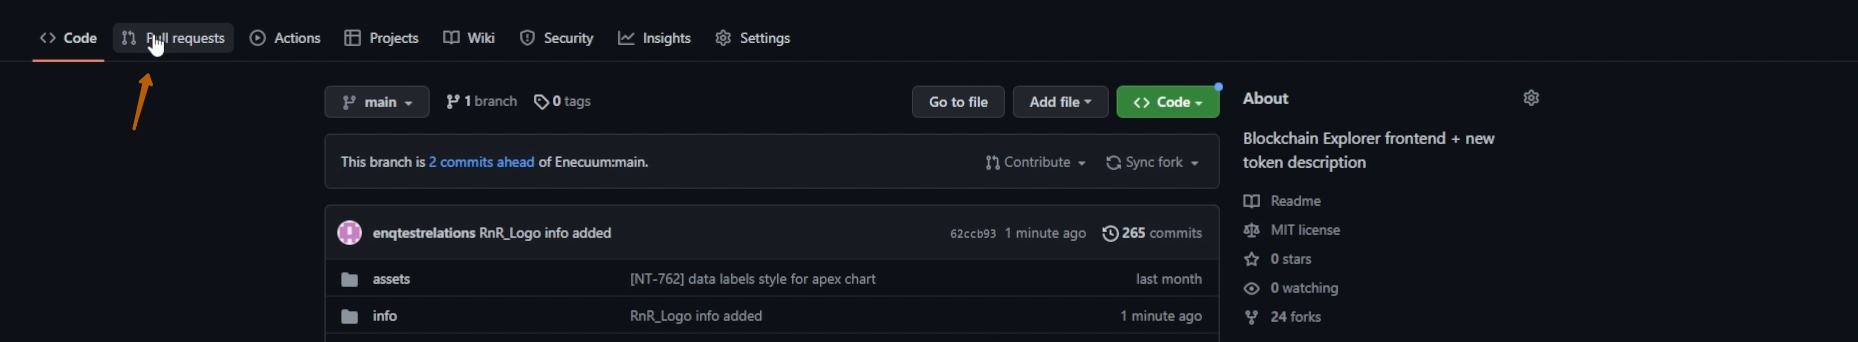 Code Pull requests Actions Projects Wiki Security Insights Settings
main 1 branch 0 tags Go to file Add file Code
This branch is 2 commits ahead of Enecuum:main. Contribute Sync fork
enqtestrelations RnR_Logo info added 62ccb93 1 minute ago 265 commits
assets [NT-762] data labels style for apex chart last month
info RnR_Logo info added 1 minute ago
About
Blockchain Explorer frontend + new
token description
Readme
MIT license
0 stars
0 watching
24 forks